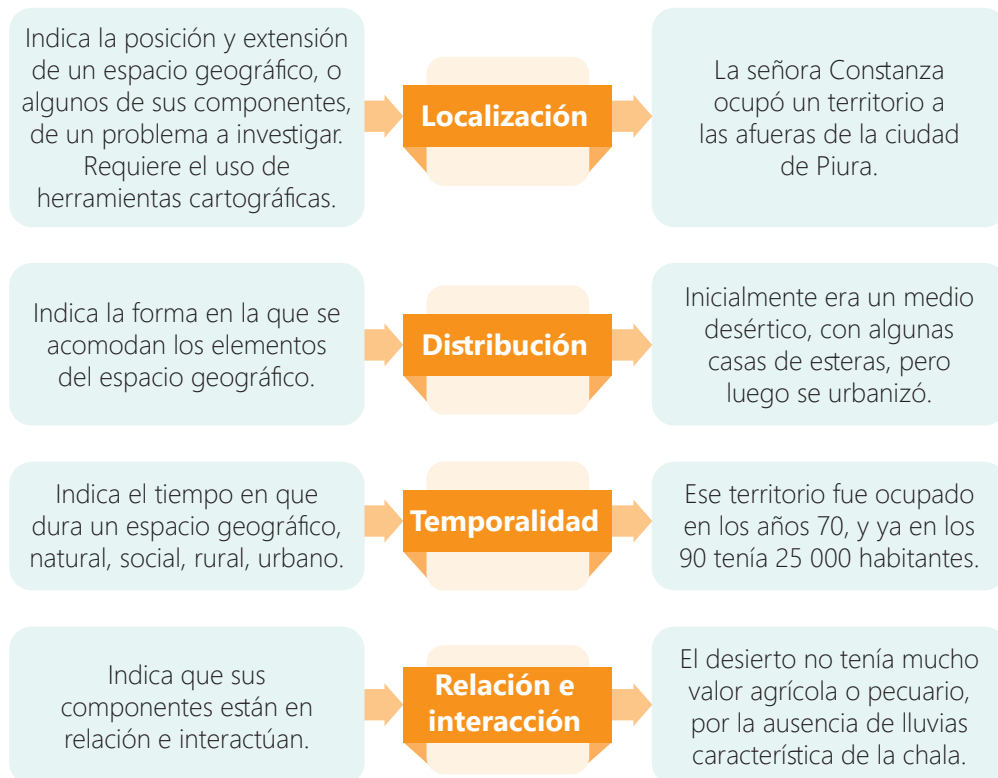 Indica la posición y extensión
de un espacio geográfico, o
algunos de sus componentes,
de un problema a investigar.
Requiere el uso de
herramientas cartográficas.
Localización
La señora Constanza
ocupó un territorio a
las afueras de la ciudad
de Piura.
Indica la forma en la que se
acomodan los elementos
del espacio geográfico.
Distribución
Inicialmente era un medio
desértico, con algunas
casas de esteras, pero
luego se urbanizó.
Indica el tiempo en que
dura un espacio geográfico,
natural, social, rural, urbano.
Temporalidad
Ese territorio fue ocupado
en los años 70, y ya en los
90 tenía 25 000 habitantes.
Indica que sus
componentes están en
relación e interactúan.
Relación e
interacción
El desierto no tenía mucho
valor agrícola o pecuario,
por la ausencia de lluvias
característica de la chala.